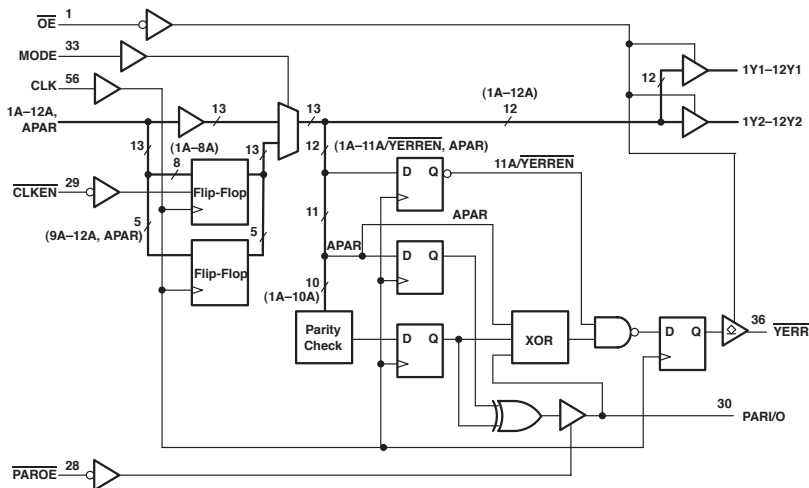 OE 1
MODE 33
CLK 56
1A–12A,
APAR
13
13
13
(1A–12A)
12
12
1Y1–12Y1
1Y2–12Y2
13
8
(1A–8A)
13
12
(1A–11A/YERREN, APAR)
11A/YERREN
CLKEN 29
Flip-Flop
D Q
5
(9A–12A, APAR)
5
11
APAR
APAR
Flip-Flop
D Q
10
(1A–10A)
Parity
Check
D Q
XOR
D Q
36
YERR
30
PARI/O
PAROE 28